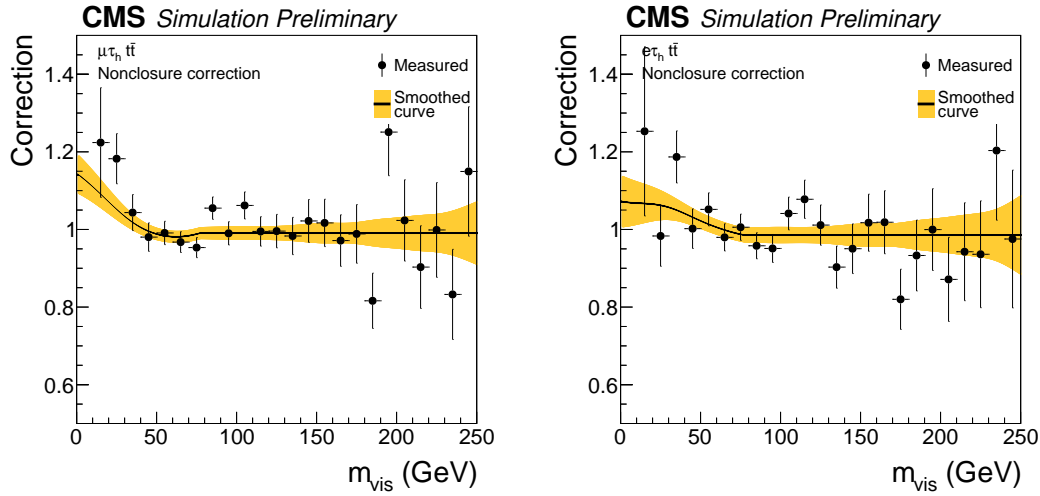 CMS Simulation Preliminary
μτh tt̄
Nonclosure correction
Measured
Smoothed
curve
Correction
1.4
1.2
1
0.8
0.6
0 50 100 150 200 250
mvis (GeV)
CMS Simulation Preliminary
eτh tt̄
Nonclosure correction
Measured
Smoothed
curve
Correction
1.4
1.2
1
0.8
0.6
0 50 100 150 200 250
mvis (GeV)